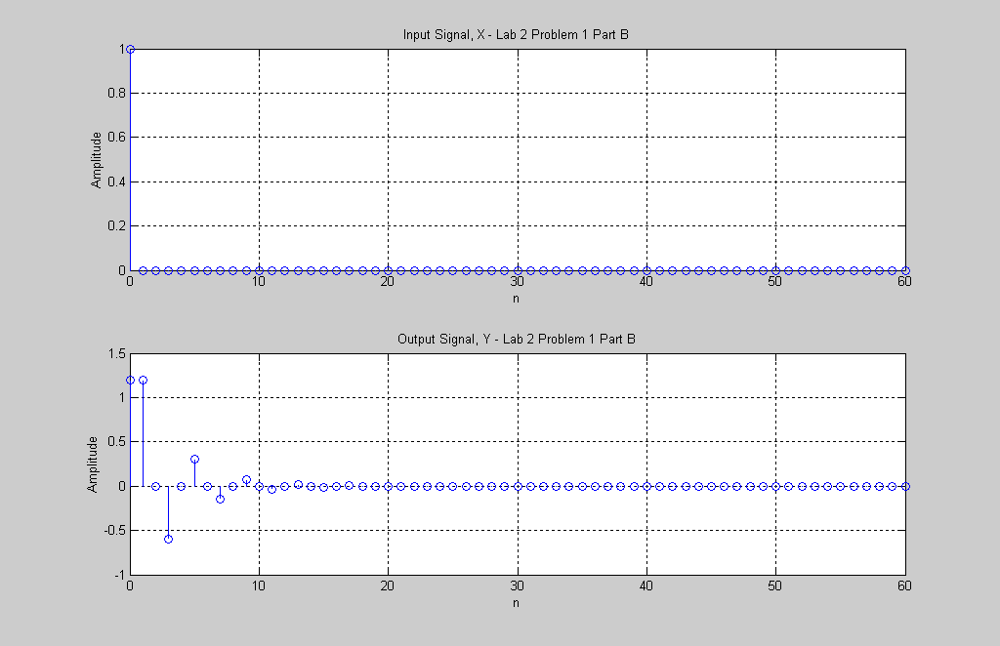 Input Signal, X - Lab 2 Problem 1 Part B
1
0.8
0.6
0.4
0.2
0
Amplitude
0 10 20 30 40 50 60
n
Output Signal, Y - Lab 2 Problem 1 Part B
1.5
1
0.5
0
-0.5
-1
Amplitude
0 10 20 30 40 50 60
n